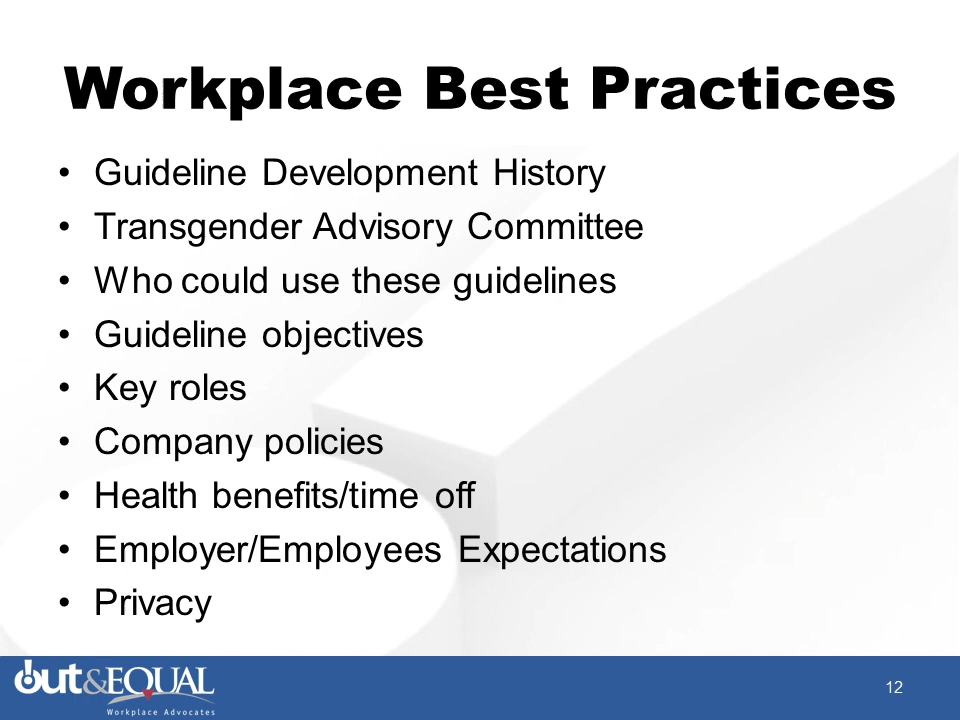 Workplace Best Practices
• Guideline Development History
• Transgender Advisory Committee
• Who could use these guidelines
• Guideline objectives
• Key roles
• Company policies
• Health benefits/time off
• Employer/Employees Expectations
• Privacy
out&EQUAL
Workplace Advocates
12